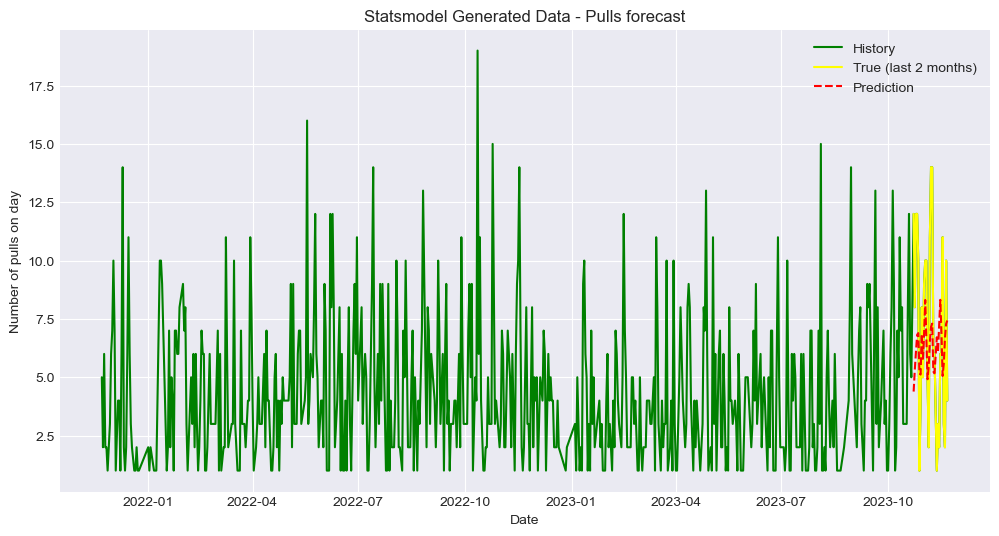 Statsmodel Generated Data - Pulls forecast
History
True (last 2 months)
Prediction
Number of pulls on day
17.5
15.0
12.5
10.0
7.5
5.0
2.5
2022-01 2022-04 2022-07 2022-10 2023-01 2023-04 2023-07 2023-10
Date